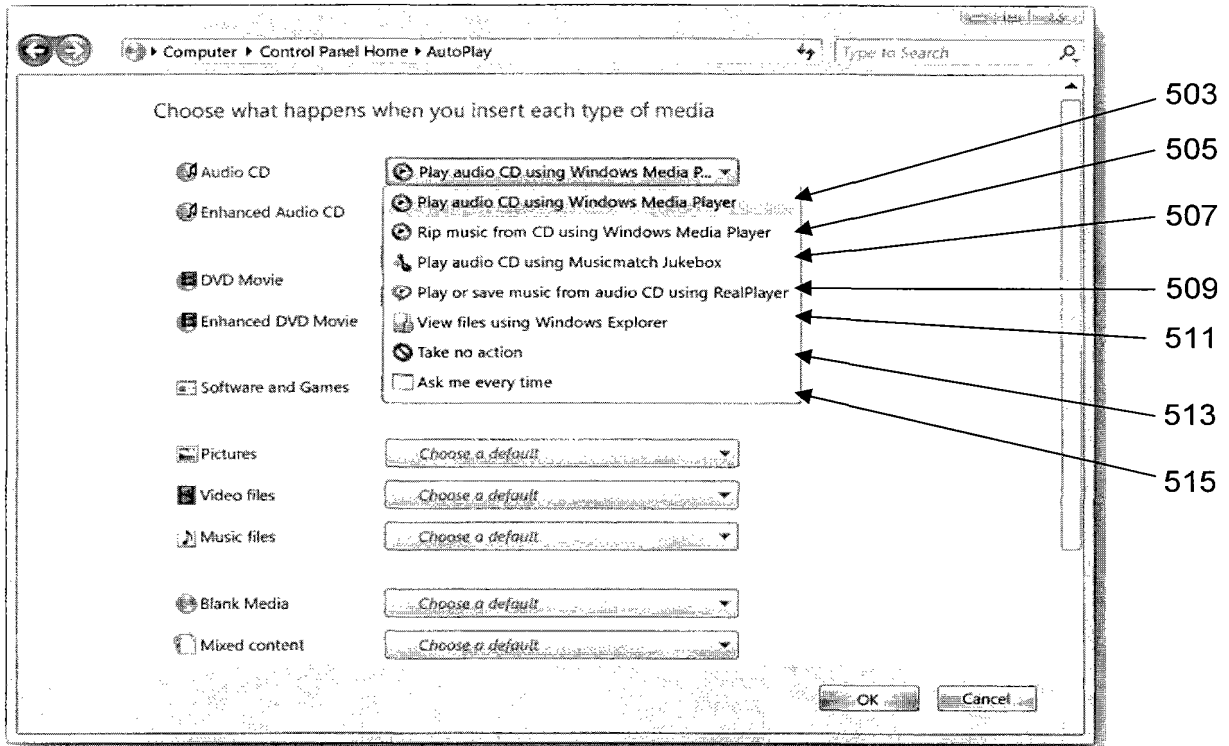 Computer ▸ Control Panel Home ▸ AutoPlay
Type to Search
Choose what happens when you insert each type of media
Audio CD
Play audio CD using Windows Media P...
Enhanced Audio CD
Play audio CD using Windows Media Player
Rip music from CD using Windows Media Player
Play audio CD using Musicmatch Jukebox
DVD Movie
Play or save music from audio CD using RealPlayer
Enhanced DVD Movie
View files using Windows Explorer
Take no action
Software and Games
Ask me every time
Pictures
Choose a default
Video files
Choose a default
Music files
Choose a default
Blank Media
Choose a default
Mixed content
Choose a default
OK
Cancel
503
505
507
509
511
513
515